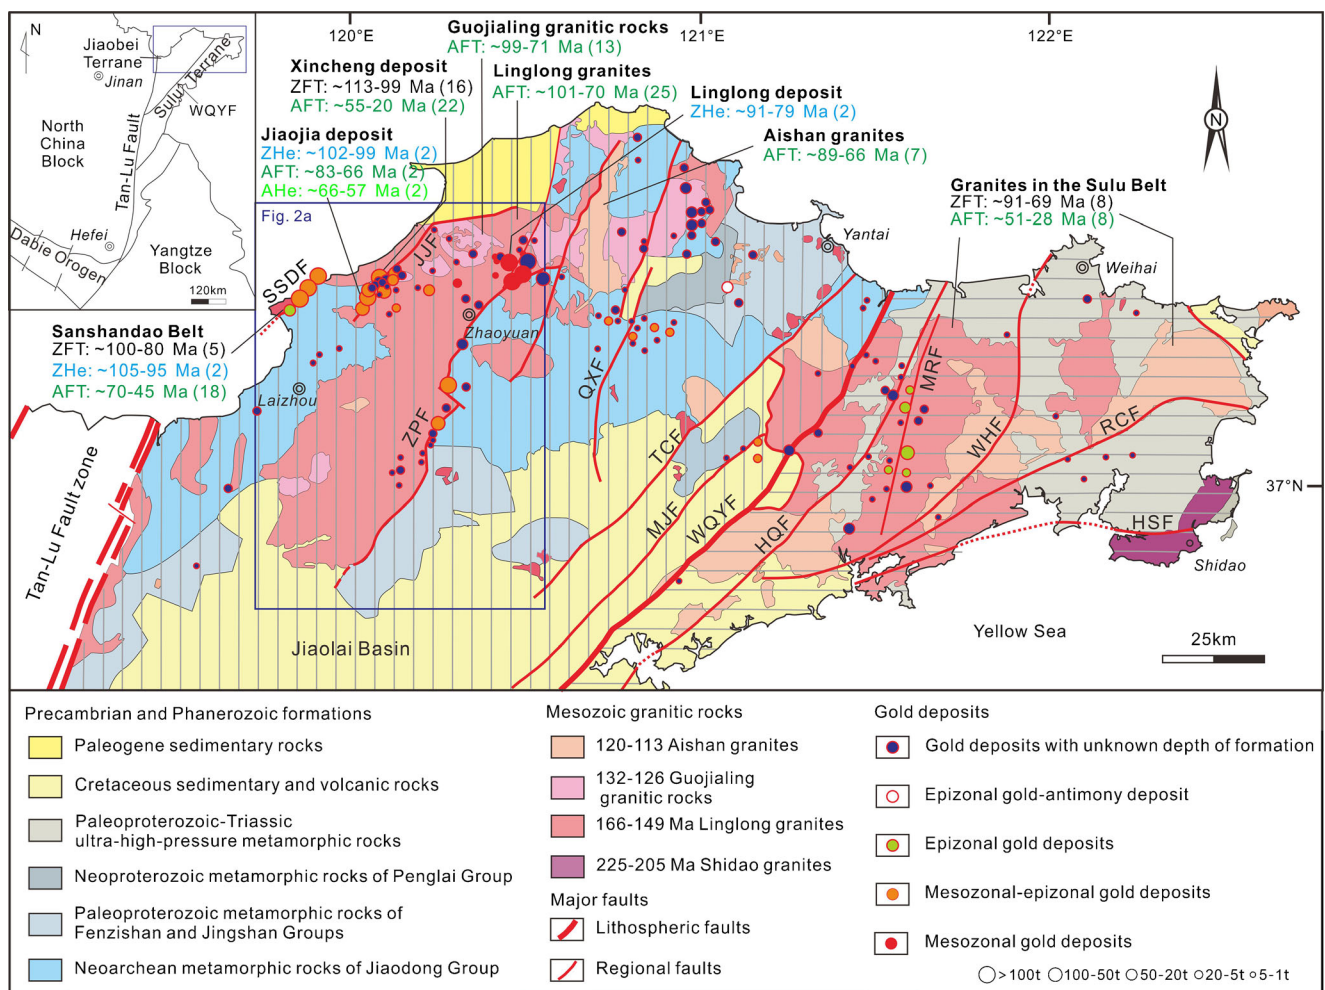 N
Jiaobei
Terrane
Jinan
Sulu Terrane
WQYF
North
China
Block
Tan-Lu Fault
Hefei
Dabie Orogen
Yangtze
Block
120km
120°E
121°E
122°E
37°N
N
Guojialing granitic rocks
AFT: ~99-71 Ma (13)
Xincheng deposit
ZFT: ~113-99 Ma (16)
AFT: ~55-20 Ma (22)
Linglong granites
AFT: ~101-70 Ma (25)
Linglong deposit
ZHe: ~91-79 Ma (2)
Jiaojia deposit
ZHe: ~102-99 Ma (2)
AFT: ~83-66 Ma (2)
AHe: ~66-57 Ma (2)
Aishan granites
AFT: ~89-66 Ma (7)
Granites in the Sulu Belt
ZFT: ~91-69 Ma (8)
AFT: ~51-28 Ma (8)
Fig. 2a
Yantai
Weihai
SSDF
JJF
Sanshandao Belt
ZFT: ~100-80 Ma (5)
ZHe: ~105-95 Ma (2)
AFT: ~70-45 Ma (18)
Zhaoyuan
Laizhou
QXF
MRF
ZPF
TCF
WHF
RCF
MJF
WQYF
HQF
HSF
Shidao
Tan-Lu Fault zone
Jiaolai Basin
Yellow Sea
25km
Precambrian and Phanerozoic formations
Paleogene sedimentary rocks
Cretaceous sedimentary and volcanic rocks
Paleoproterozoic-Triassic
ultra-high-pressure metamorphic rocks
Neoproterozoic metamorphic rocks of Penglai Group
Paleoproterozoic metamorphic rocks of
Fenzishan and Jingshan Groups
Neoarchean metamorphic rocks of Jiaodong Group
Mesozoic granitic rocks
120-113 Aishan granites
132-126 Guojialing
granitic rocks
166-149 Ma Linglong granites
225-205 Ma Shidao granites
Major faults
Lithospheric faults
Regional faults
Gold deposits
Gold deposits with unknown depth of formation
Epizonal gold-antimony deposit
Epizonal gold deposits
Mesozonal-epizonal gold deposits
Mesozonal gold deposits
>100t 100-50t 50-20t 20-5t 5-1t